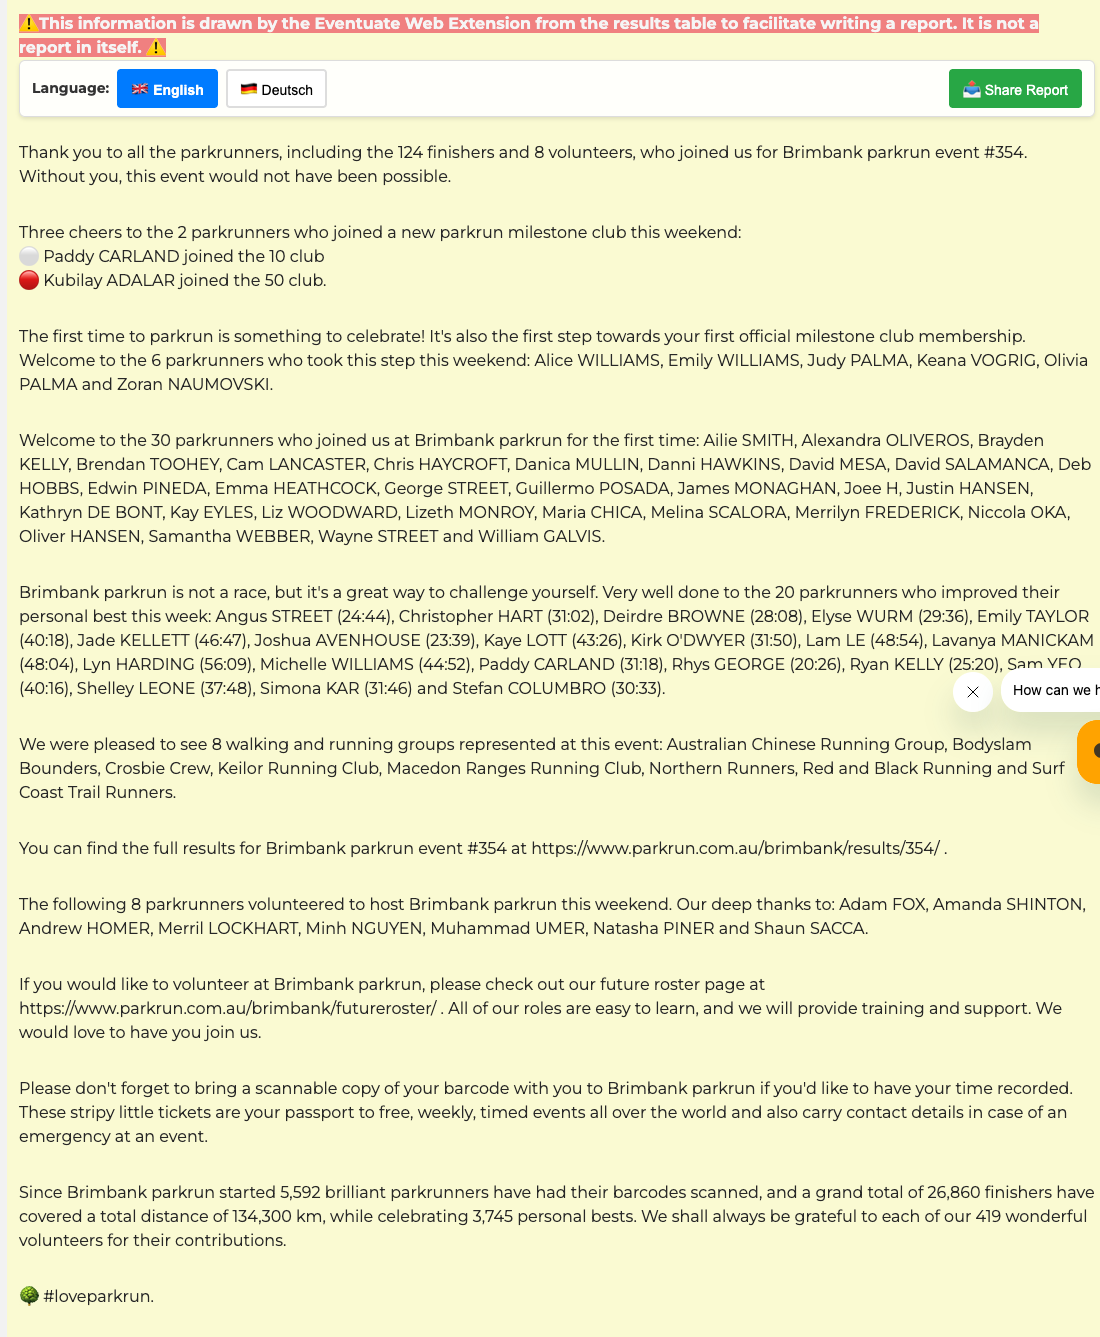 ⚠️This information is drawn by the Eventuate Web Extension from the results table to facilitate writing a report. It is not a
report in itself. ⚠️
Language: 🇬🇧 English 🇩🇪 Deutsch 📤 Share Report
Thank you to all the parkrunners, including the 124 finishers and 8 volunteers, who joined us for Brimbank parkrun event #354.
Without you, this event would not have been possible.
Three cheers to the 2 parkrunners who joined a new parkrun milestone club this weekend:
⚪ Paddy CARLAND joined the 10 club
🔴 Kubilay ADALAR joined the 50 club.
The first time to parkrun is something to celebrate! It's also the first step towards your first official milestone club membership.
Welcome to the 6 parkrunners who took this step this weekend: Alice WILLIAMS, Emily WILLIAMS, Judy PALMA, Keana VOGRIG, Olivia
PALMA and Zoran NAUMOVSKI.
Welcome to the 30 parkrunners who joined us at Brimbank parkrun for the first time: Ailie SMITH, Alexandra OLIVEROS, Brayden
KELLY, Brendan TOOHEY, Cam LANCASTER, Chris HAYCROFT, Danica MULLIN, Danni HAWKINS, David MESA, David SALAMANCA, Deb
HOBBS, Edwin PINEDA, Emma HEATHCOCK, George STREET, Guillermo POSADA, James MONAGHAN, Joee H, Justin HANSEN,
Kathryn DE BONT, Kay EYLES, Liz WOODWARD, Lizeth MONROY, Maria CHICA, Melina SCALORA, Merrilyn FREDERICK, Niccola OKA,
Oliver HANSEN, Samantha WEBBER, Wayne STREET and William GALVIS.
Brimbank parkrun is not a race, but it's a great way to challenge yourself. Very well done to the 20 parkrunners who improved their
personal best this week: Angus STREET (24:44), Christopher HART (31:02), Deirdre BROWNE (28:08), Elyse WURM (29:36), Emily TAYLOR
(40:18), Jade KELLETT (46:47), Joshua AVENHOUSE (23:39), Kaye LOTT (43:26), Kirk O'DWYER (31:50), Lam LE (48:54), Lavanya MANICKAM
(48:04), Lyn HARDING (56:09), Michelle WILLIAMS (44:52), Paddy CARLAND (31:18), Rhys GEORGE (20:26), Ryan KELLY (25:20), Sam YEO
(40:16), Shelley LEONE (37:48), Simona KAR (31:46) and Stefan COLUMBRO (30:33).
How can we
We were pleased to see 8 walking and running groups represented at this event: Australian Chinese Running Group, Bodyslam
Bounders, Crosbie Crew, Keilor Running Club, Macedon Ranges Running Club, Northern Runners, Red and Black Running and Surf
Coast Trail Runners.
You can find the full results for Brimbank parkrun event #354 at https://www.parkrun.com.au/brimbank/results/354/ .
The following 8 parkrunners volunteered to host Brimbank parkrun this weekend. Our deep thanks to: Adam FOX, Amanda SHINTON,
Andrew HOMER, Merril LOCKHART, Minh NGUYEN, Muhammad UMER, Natasha PINER and Shaun SACCA.
If you would like to volunteer at Brimbank parkrun, please check out our future roster page at
https://www.parkrun.com.au/brimbank/futureroster/ . All of our roles are easy to learn, and we will provide training and support. We
would love to have you join us.
Please don't forget to bring a scannable copy of your barcode with you to Brimbank parkrun if you'd like to have your time recorded.
These stripy little tickets are your passport to free, weekly, timed events all over the world and also carry contact details in case of an
emergency at an event.
Since Brimbank parkrun started 5,592 brilliant parkrunners have had their barcodes scanned, and a grand total of 26,860 finishers have
covered a total distance of 134,300 km, while celebrating 3,745 personal bests. We shall always be grateful to each of our 419 wonderful
volunteers for their contributions.
🌳 #loveparkrun.